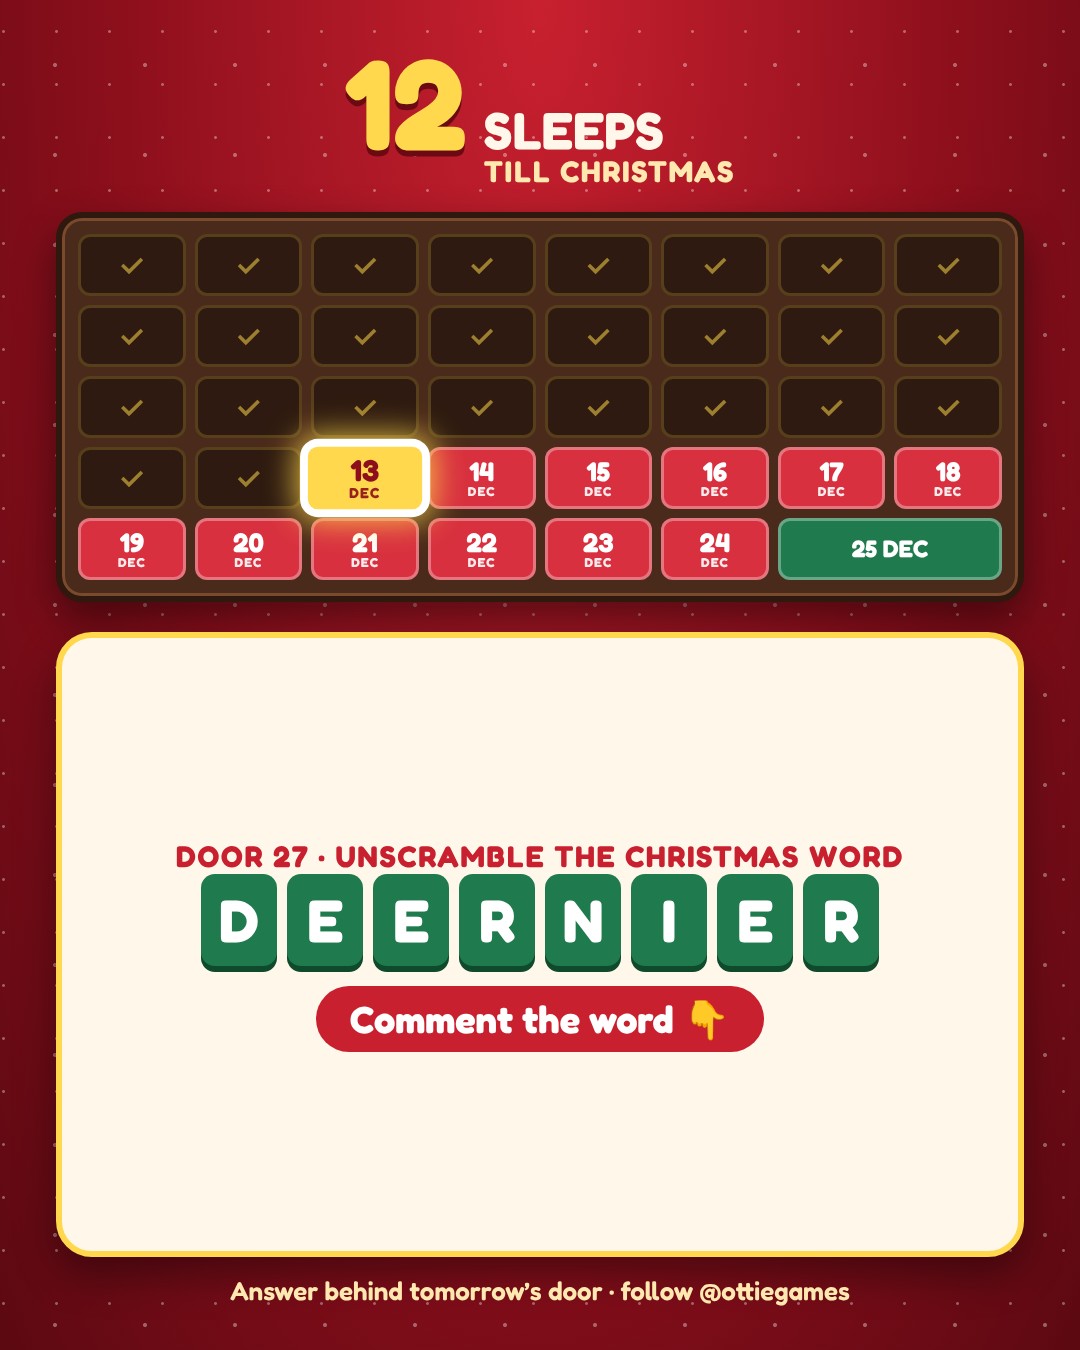 12 SLEEPS
TILL CHRISTMAS
13 DEC
14 DEC
15 DEC
16 DEC
17 DEC
18 DEC
19 DEC
20 DEC
21 DEC
22 DEC
23 DEC
24 DEC
25 DEC
DOOR 27 · UNSCRAMBLE THE CHRISTMAS WORD
D E E R N I E R
Comment the word 👇
Answer behind tomorrow’s door · follow @ottiegames